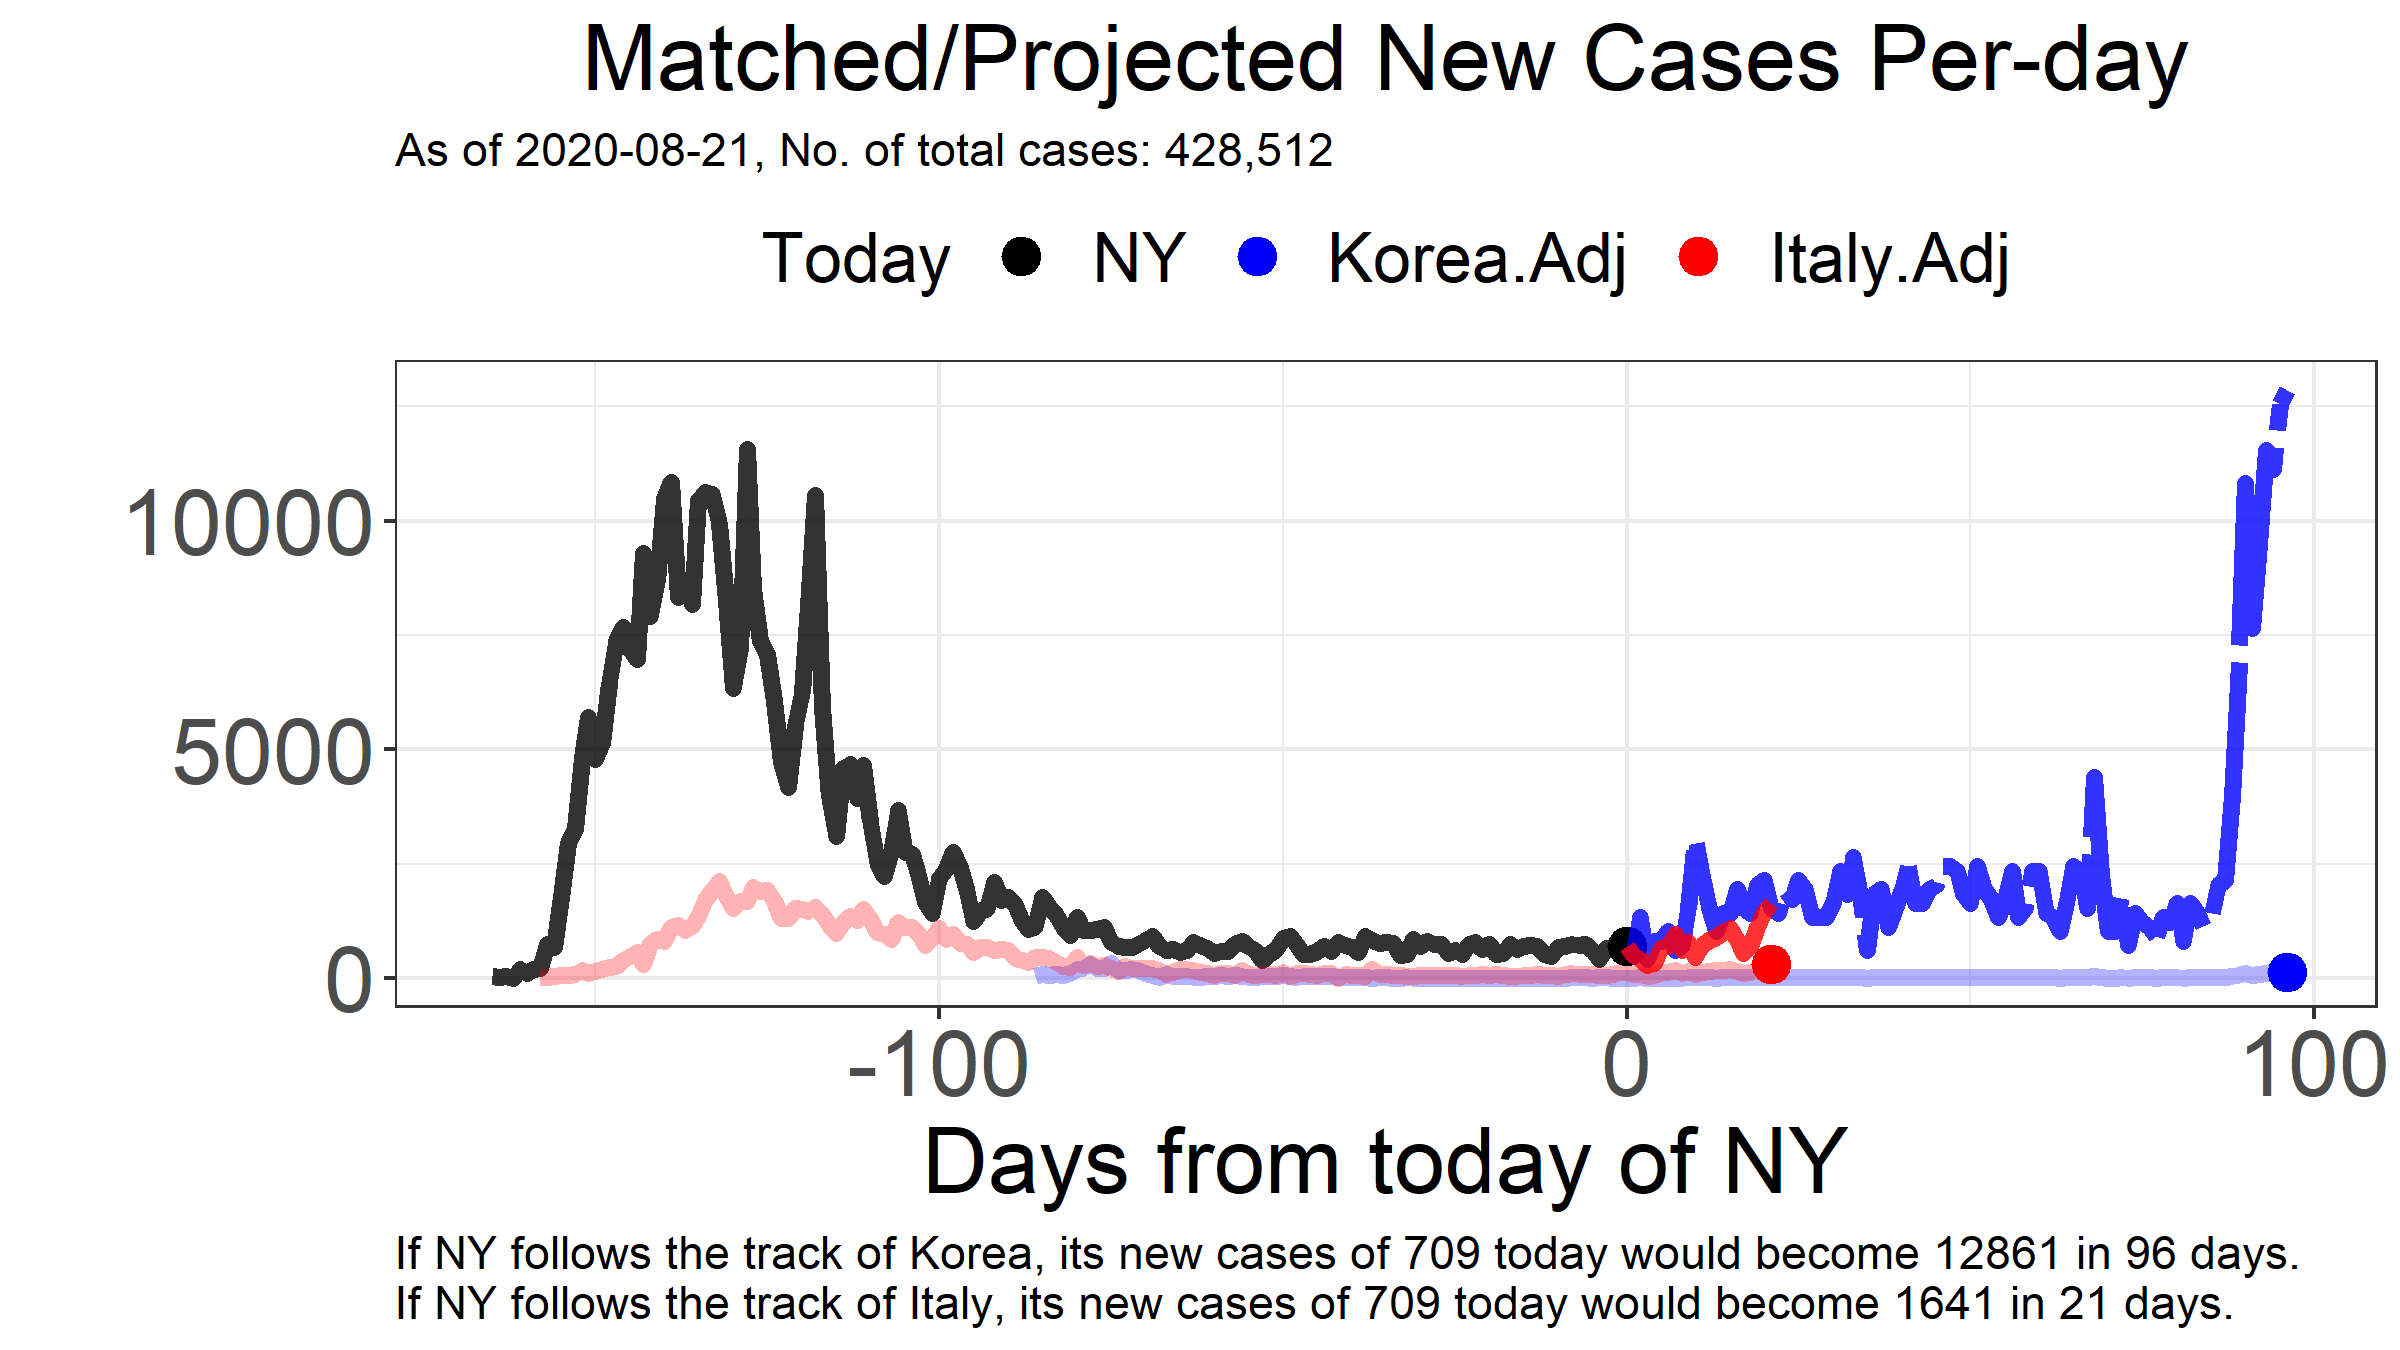 Matched/Projected New Cases Per-day
As of 2020-08-21, No. of total cases: 428,512
Today NY Korea.Adj Italy.Adj
10000
5000
0
-100 0 100
Days from today of NY
If NY follows the track of Korea, its new cases of 709 today would become 12861 in 96 days.
If NY follows the track of Italy, its new cases of 709 today would become 1641 in 21 days.